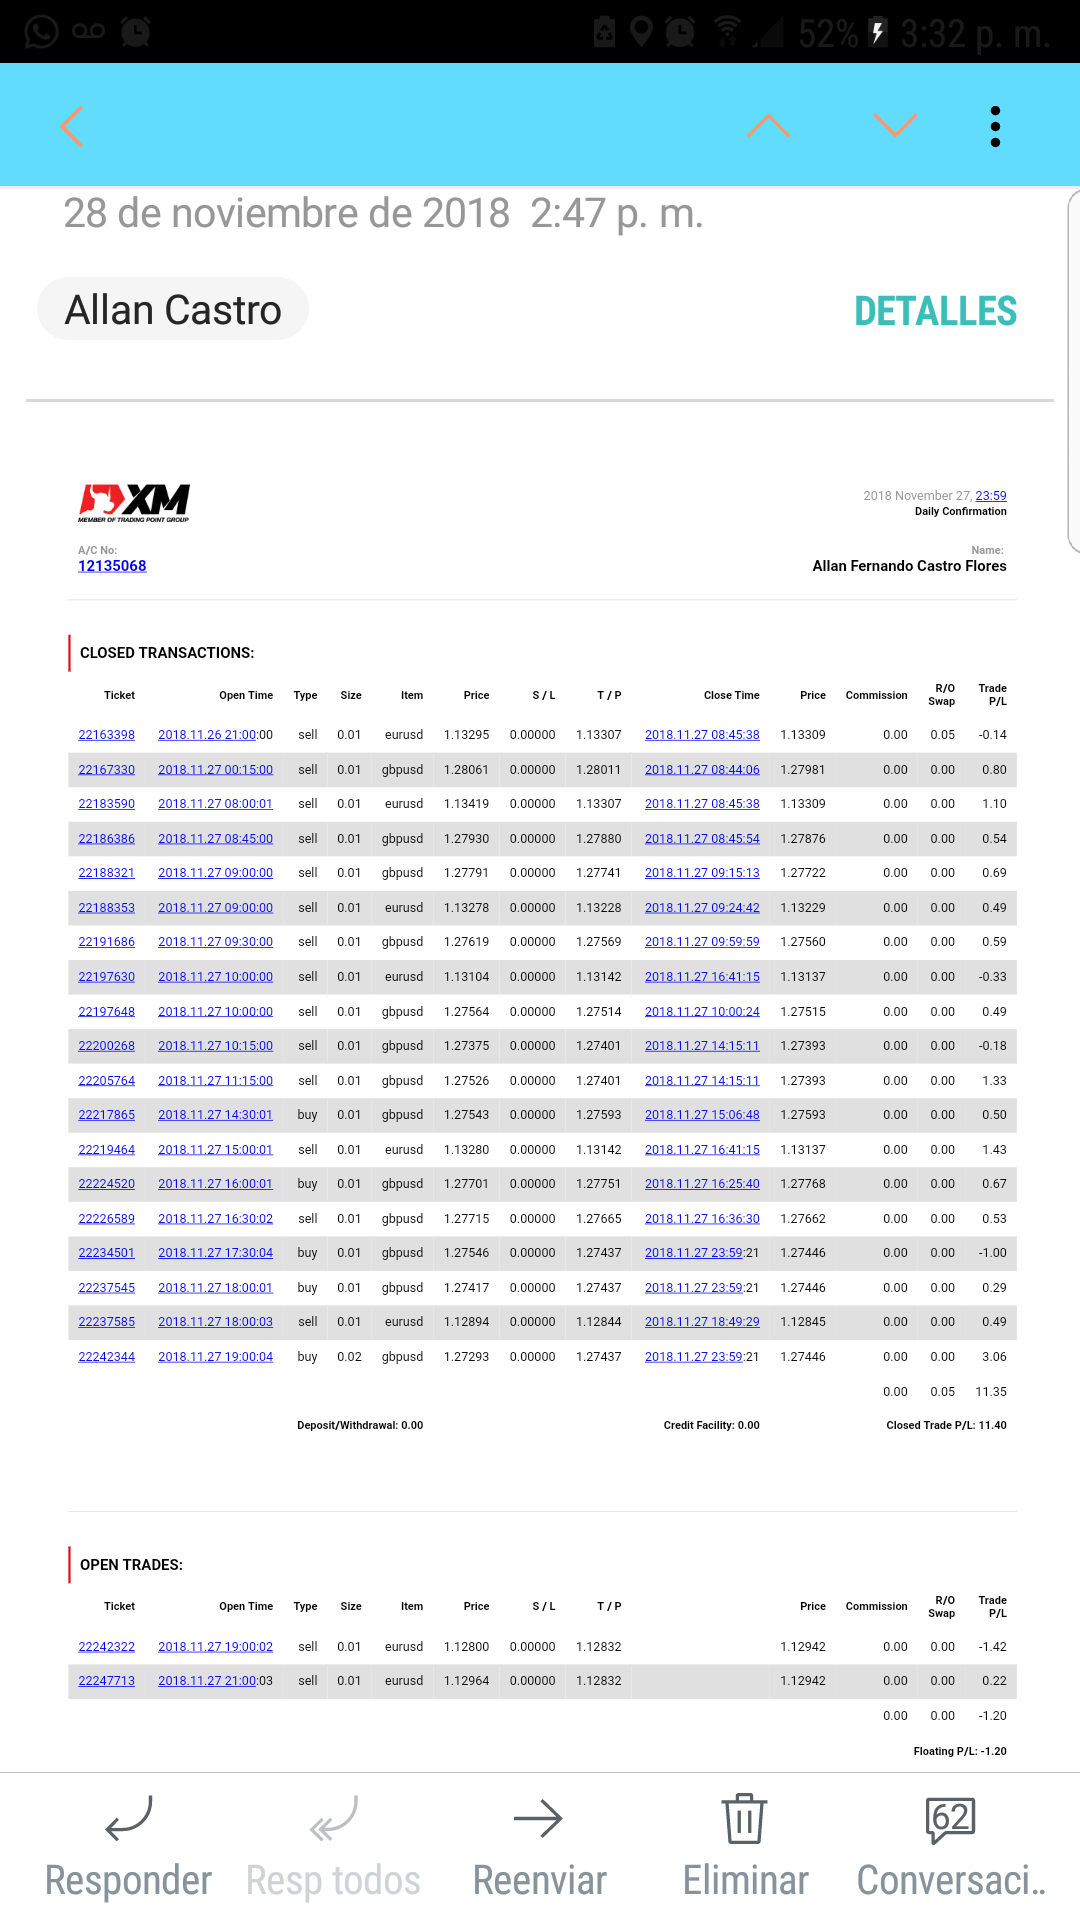 52% 3:32 p. m.
28 de noviembre de 2018 2:47 p. m.
Allan Castro
DETALLES
XM
MEMBER OF TRADING POINT GROUP
2018 November 27, 23:59
Daily Confirmation
A/C No:
Name:
12135068
Allan Fernando Castro Flores
CLOSED TRANSACTIONS:
Ticket Open Time Type Size Item Price S / L T / P Close Time Price Commission R/O Swap Trade P/L
22163398 2018.11.26 21:00:00 sell 0.01 eurusd 1.13295 0.00000 1.13307 2018.11.27 08:45:38 1.13309 0.00 0.05 -0.14
22167330 2018.11.27 00:15:00 sell 0.01 gbpusd 1.28061 0.00000 1.28011 2018.11.27 08:44:06 1.27981 0.00 0.00 0.80
22183590 2018.11.27 08:00:01 sell 0.01 eurusd 1.13419 0.00000 1.13307 2018.11.27 08:45:38 1.13309 0.00 0.00 1.10
22186386 2018.11.27 08:45:00 sell 0.01 gbpusd 1.27930 0.00000 1.27880 2018.11.27 08:45:54 1.27876 0.00 0.00 0.54
22188321 2018.11.27 09:00:00 sell 0.01 gbpusd 1.27791 0.00000 1.27741 2018.11.27 09:15:13 1.27722 0.00 0.00 0.69
22188353 2018.11.27 09:00:00 sell 0.01 eurusd 1.13278 0.00000 1.13228 2018.11.27 09:24:42 1.13229 0.00 0.00 0.49
22191686 2018.11.27 09:30:00 sell 0.01 gbpusd 1.27619 0.00000 1.27569 2018.11.27 09:59:59 1.27560 0.00 0.00 0.59
22197630 2018.11.27 10:00:00 sell 0.01 eurusd 1.13104 0.00000 1.13142 2018.11.27 16:41:15 1.13137 0.00 0.00 -0.33
22197648 2018.11.27 10:00:00 sell 0.01 gbpusd 1.27564 0.00000 1.27514 2018.11.27 10:00:24 1.27515 0.00 0.00 0.49
22200268 2018.11.27 10:15:00 sell 0.01 gbpusd 1.27375 0.00000 1.27401 2018.11.27 14:15:11 1.27393 0.00 0.00 -0.18
22205764 2018.11.27 11:15:00 sell 0.01 gbpusd 1.27526 0.00000 1.27401 2018.11.27 14:15:11 1.27393 0.00 0.00 1.33
22217865 2018.11.27 14:30:01 buy 0.01 gbpusd 1.27543 0.00000 1.27593 2018.11.27 15:06:48 1.27593 0.00 0.00 0.50
22219464 2018.11.27 15:00:01 sell 0.01 eurusd 1.13280 0.00000 1.13142 2018.11.27 16:41:15 1.13137 0.00 0.00 1.43
22224520 2018.11.27 16:00:01 buy 0.01 gbpusd 1.27701 0.00000 1.27751 2018.11.27 16:25:40 1.27768 0.00 0.00 0.67
22226589 2018.11.27 16:30:02 sell 0.01 gbpusd 1.27715 0.00000 1.27665 2018.11.27 16:36:30 1.27662 0.00 0.00 0.53
22234501 2018.11.27 17:30:04 buy 0.01 gbpusd 1.27546 0.00000 1.27437 2018.11.27 23:59:21 1.27446 0.00 0.00 -1.00
22237545 2018.11.27 18:00:01 buy 0.01 gbpusd 1.27417 0.00000 1.27437 2018.11.27 23:59:21 1.27446 0.00 0.00 0.29
22237585 2018.11.27 18:00:03 sell 0.01 eurusd 1.12894 0.00000 1.12844 2018.11.27 18:49:29 1.12845 0.00 0.00 0.49
22242344 2018.11.27 19:00:04 buy 0.02 gbpusd 1.27293 0.00000 1.27437 2018.11.27 23:59:21 1.27446 0.00 0.00 3.06
0.00 0.05 11.35
Deposit/Withdrawal: 0.00 Credit Facility: 0.00 Closed Trade P/L: 11.40
OPEN TRADES:
Ticket Open Time Type Size Item Price S / L T / P Price Commission R/O Swap Trade P/L
22242322 2018.11.27 19:00:02 sell 0.01 eurusd 1.12800 0.00000 1.12832 1.12942 0.00 0.00 -1.42
22247713 2018.11.27 21:00:03 sell 0.01 eurusd 1.12964 0.00000 1.12832 1.12942 0.00 0.00 0.22
0.00 0.00 -1.20
Floating P/L: -1.20
62
Responder Resp todos Reenviar Eliminar Conversaci...